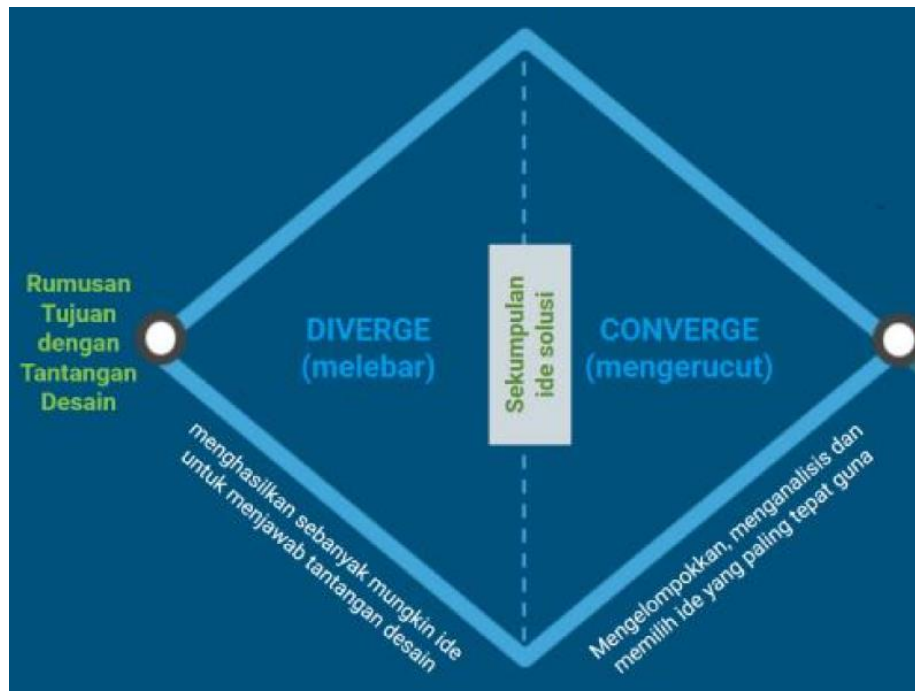 Rumusan
Tujuan
dengan
Tantangan
Desain
DIVERGE
(melebar)
Sekumpulan
ide solusi
CONVERGE
(mengerucut)
menghasilkan sebanyak mungkin ide
untuk menjawab tantangan desain
Mengelompokkan, menganalisis dan
memilih ide yang paling tepat guna